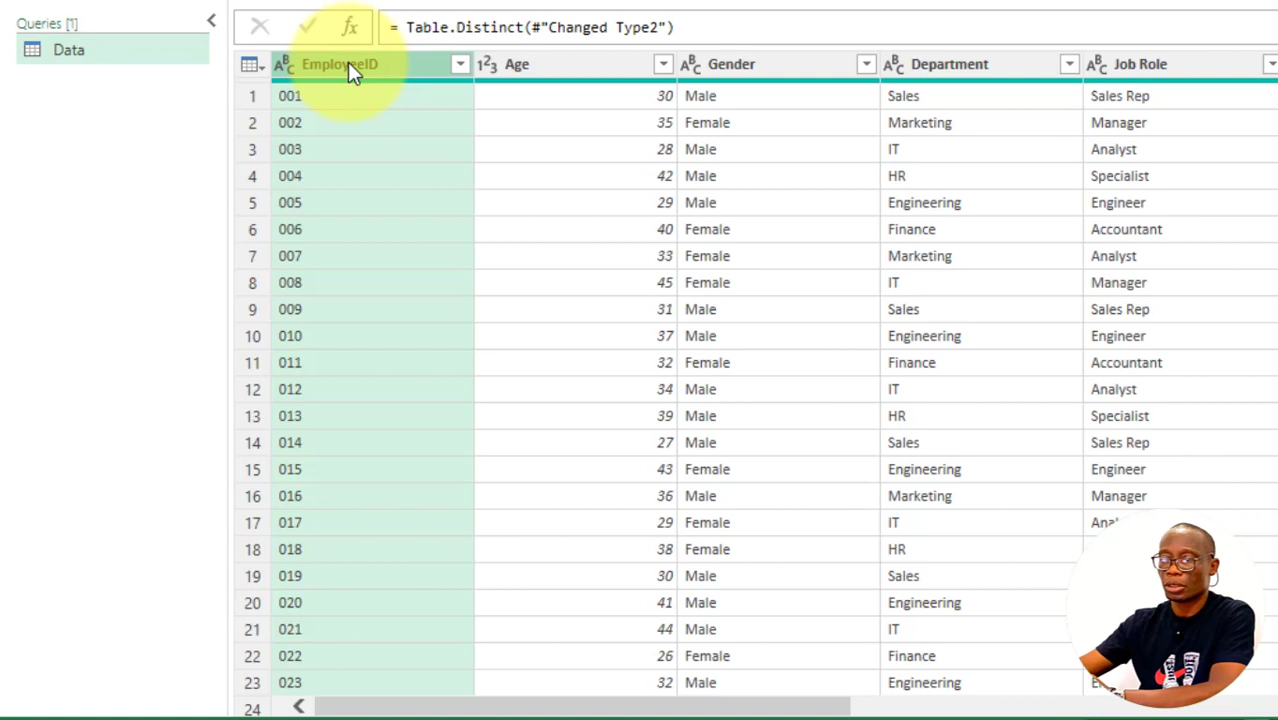 Queries [1]
Data
= Table.Distinct(#"Changed Type2")
ABC EmployeeID 123 Age ABC Gender ABC Department ABC Job Role
1 001 30 Male Sales Sales Rep
2 002 35 Female Marketing Manager
3 003 28 Male IT Analyst
4 004 42 Male HR Specialist
5 005 29 Male Engineering Engineer
6 006 40 Female Finance Accountant
7 007 33 Female Marketing Analyst
8 008 45 Female IT Manager
9 009 31 Male Sales Sales Rep
10 010 37 Male Engineering Engineer
11 011 32 Female Finance Accountant
12 012 34 Male IT Analyst
13 013 39 Male HR Specialist
14 014 27 Male Sales Sales Rep
15 015 43 Female Engineering Engineer
16 016 36 Male Marketing Manager
17 017 29 Female IT
18 018 38 Female HR
19 019 30 Male Sales
20 020 41 Male Engineering
21 021 44 Male IT
22 022 26 Female Finance
23 023 32 Male Engineering
24